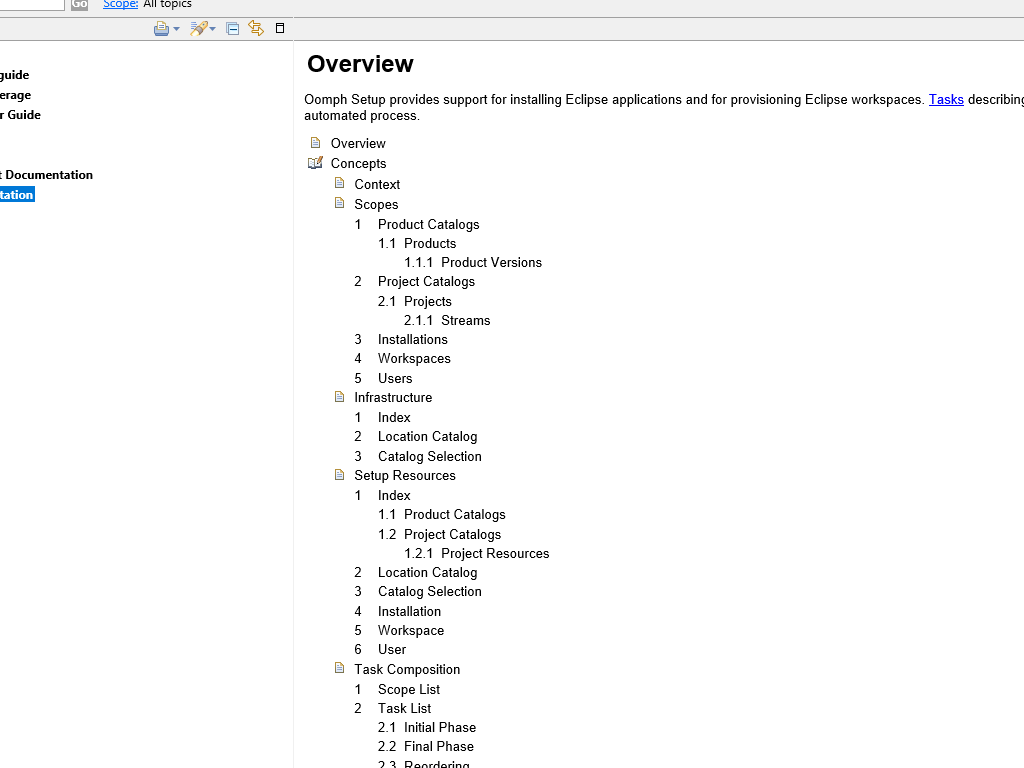 Go Scope: All topics
guide
erage
r Guide
t Documentation
tation
Overview
Oomph Setup provides support for installing Eclipse applications and for provisioning Eclipse workspaces. Tasks describing
automated process.
Overview
Concepts
Context
Scopes
1 Product Catalogs
1.1 Products
1.1.1 Product Versions
2 Project Catalogs
2.1 Projects
2.1.1 Streams
3 Installations
4 Workspaces
5 Users
Infrastructure
1 Index
2 Location Catalog
3 Catalog Selection
Setup Resources
1 Index
1.1 Product Catalogs
1.2 Project Catalogs
1.2.1 Project Resources
2 Location Catalog
3 Catalog Selection
4 Installation
5 Workspace
6 User
Task Composition
1 Scope List
2 Task List
2.1 Initial Phase
2.2 Final Phase
2.3 Reordering